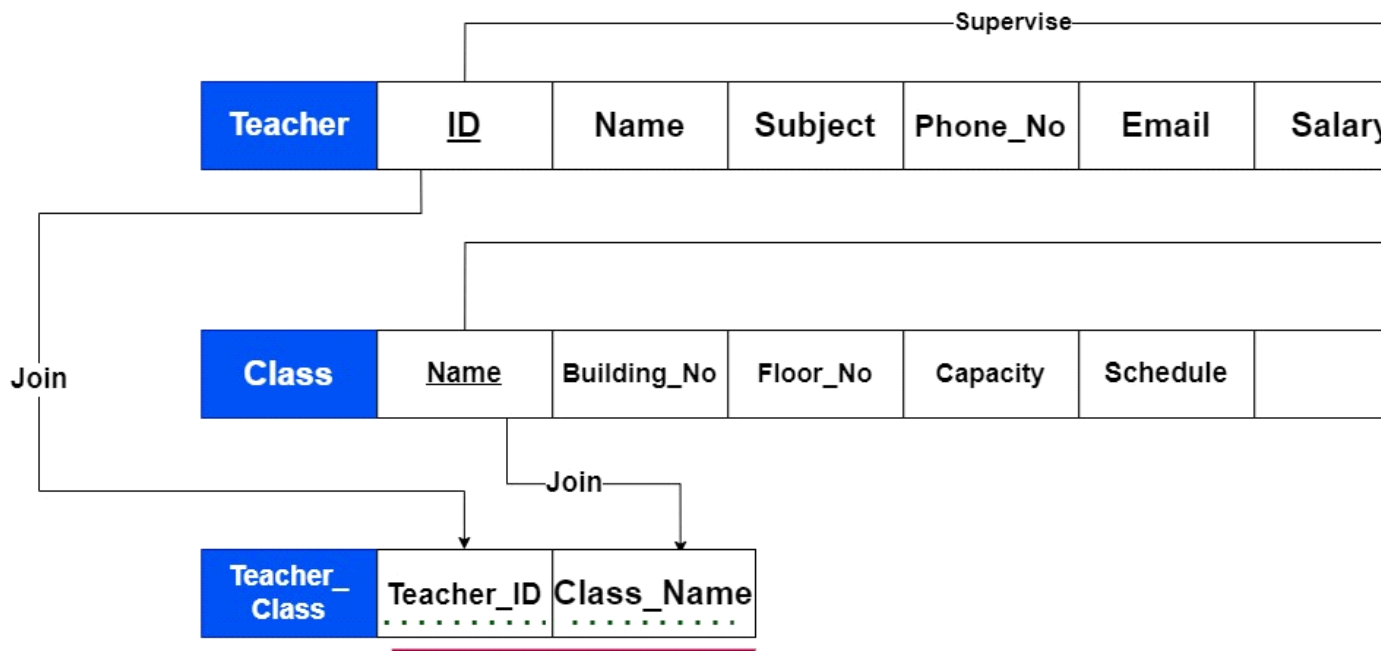 Supervise
Teacher ID Name Subject Phone_No Email Salary
Class Name Building_No Floor_No Capacity Schedule
Join
Join
Teacher_
Class
Teacher_ID Class_Name